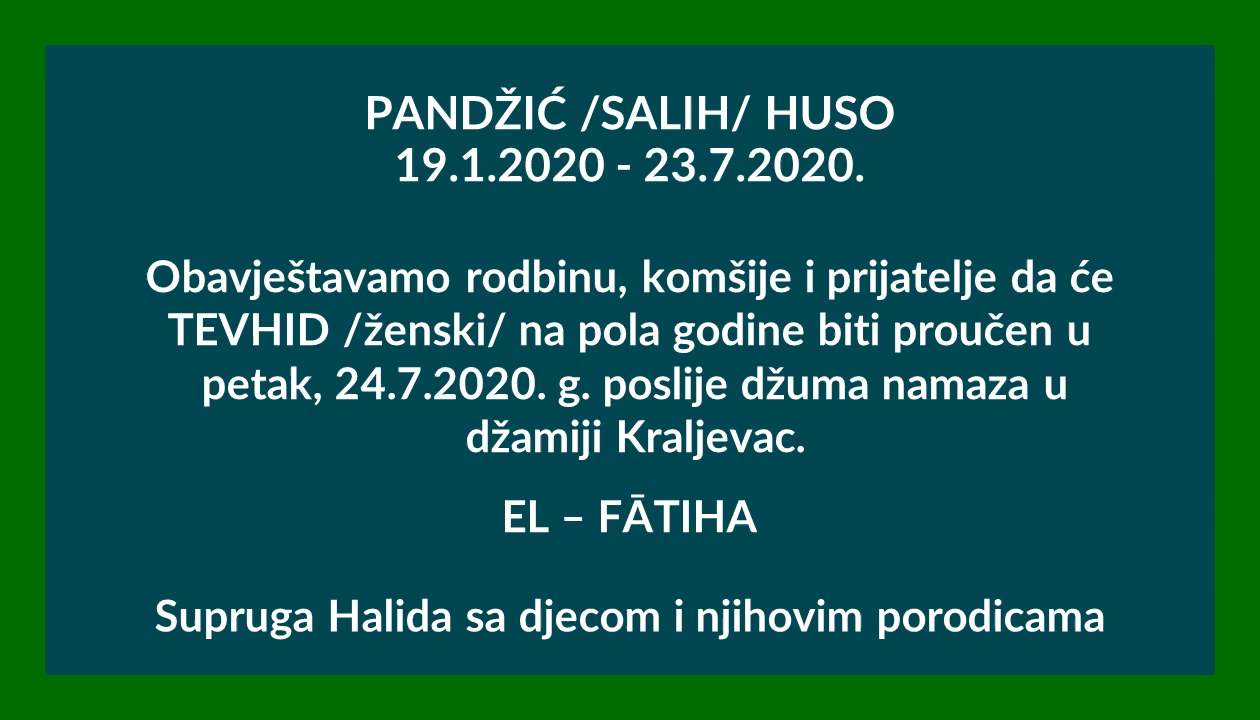 PANDŽIĆ /SALIH/ HUSO
19.1.2020 - 23.7.2020.
Obavještavamo rodbinu, komšije i prijatelje da će
TEVHID /ženski/ na pola godine biti proučen u
petak, 24.7.2020. g. poslije džuma namaza u
džamiji Kraljevac.
EL – FĀTIHA
Supruga Halida sa djecom i njihovim porodicama